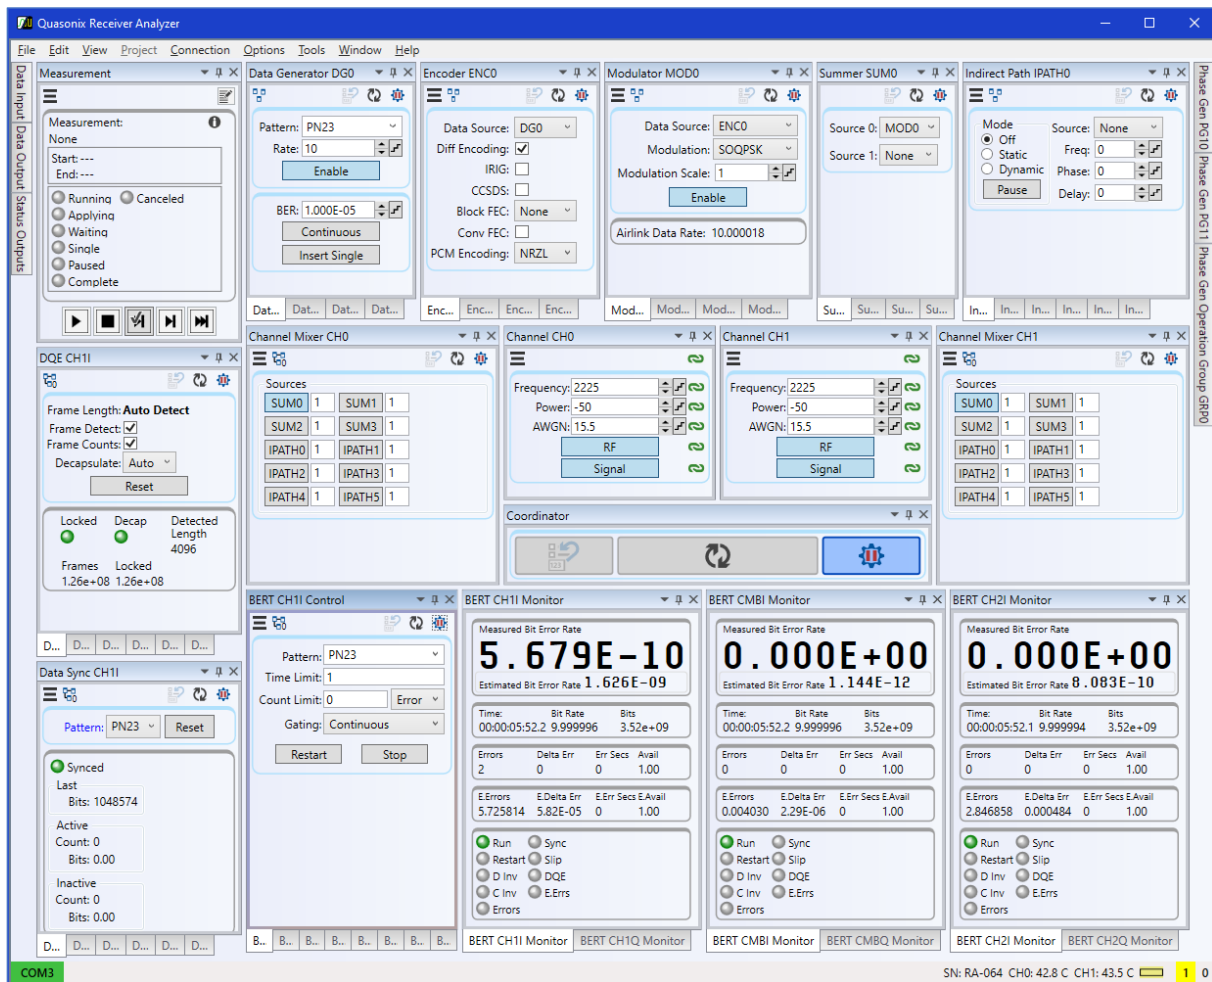 Quasonix Receiver Analyzer
File Edit View Project Connection Options Tools Window Help
Data Input
Data Output
Status Outputs
Measurement
Measurement:
None
Start: ---
End: ---
Running Canceled
Applying
Waiting
Single
Paused
Complete
Data Generator DG0
Pattern: PN23
Rate: 10
Enable
BER: 1.000E-05
Continuous
Insert Single
Dat... Dat... Dat... Dat...
Encoder ENC0
Data Source: DG0
Diff Encoding:
IRIG:
CCSDS:
Block FEC: None
Conv FEC:
PCM Encoding: NRZL
Enc... Enc... Enc... Enc...
Modulator MOD0
Data Source: ENC0
Modulation: SOQPSK
Modulation Scale: 1
Enable
Airlink Data Rate: 10.000018
Mod... Mod... Mod... Mod...
Summer SUM0
Source 0: MOD0
Source 1: None
Su... Su... Su... Su...
Indirect Path IPATH0
Mode
Off
Static
Dynamic
Pause
Source: None
Freq: 0
Phase: 0
Delay: 0
In... In... In... In... In... In...
Phase Gen PG10
Phase Gen PG11
Phase Gen Operation Group GRP0
DQE CH1I
Frame Length: Auto Detect
Frame Detect:
Frame Counts:
Decapsulate: Auto
Reset
Locked Decap Detected
Length
4096
Frames Locked
1.26e+08 1.26e+08
D... D... D... D... D... D...
Channel Mixer CH0
Sources
SUM0 1 SUM1 1
SUM2 1 SUM3 1
IPATH0 1 IPATH1 1
IPATH2 1 IPATH3 1
IPATH4 1 IPATH5 1
Channel CH0
Frequency: 2225
Power: -50
AWGN: 15.5
RF
Signal
Channel CH1
Frequency: 2225
Power: -50
AWGN: 15.5
RF
Signal
Channel Mixer CH1
Sources
SUM0 1 SUM1 1
SUM2 1 SUM3 1
IPATH0 1 IPATH1 1
IPATH2 1 IPATH3 1
IPATH4 1 IPATH5 1
Coordinator
123
Data Sync CH1I
Pattern: PN23 Reset
Synced
Last
Bits: 1048574
Active
Count: 0
Bits: 0.00
Inactive
Count: 0
Bits: 0.00
D... D... D... D... D... D...
BERT CH1I Control
Pattern: PN23
Time Limit: 1
Count Limit: 0 Error
Gating: Continuous
Restart Stop
B... B... B... B... B... B... B... B...
BERT CH1I Monitor
Measured Bit Error Rate
5.679E-10
Estimated Bit Error Rate 1.626E-09
Time: Bit Rate Bits
00:00:05:52.2 9.999996 3.52e+09
Errors Delta Err Err Secs Avail
2 0 0 1.00
E.Errors E.Delta Err E.Err Secs E.Avail
5.725814 5.82E-05 0 1.00
Run Sync
Restart Slip
D Inv DQE
C Inv E.Errs
Errors
BERT CH1I Monitor BERT CH1Q Monitor
BERT CMBI Monitor
Measured Bit Error Rate
0.000E+00
Estimated Bit Error Rate 1.144E-12
Time: Bit Rate Bits
00:00:05:52.2 9.999996 3.52e+09
Errors Delta Err Err Secs Avail
0 0 0 1.00
E.Errors E.Delta Err E.Err Secs E.Avail
0.004030 2.29E-06 0 1.00
Run Sync
Restart Slip
D Inv DQE
C Inv E.Errs
Errors
BERT CMBI Monitor BERT CMBQ Monitor
BERT CH2I Monitor
Measured Bit Error Rate
0.000E+00
Estimated Bit Error Rate 8.083E-10
Time: Bit Rate Bits
00:00:05:52.1 9.999994 3.52e+09
Errors Delta Err Err Secs Avail
0 0 0 1.00
E.Errors E.Delta Err E.Err Secs E.Avail
2.846858 0.000484 0 1.00
Run Sync
Restart Slip
D Inv DQE
C Inv E.Errs
Errors
BERT CH2I Monitor BERT CH2Q Monitor
COM3
SN: RA-064 CH0: 42.8 C CH1: 43.5 C 1 0